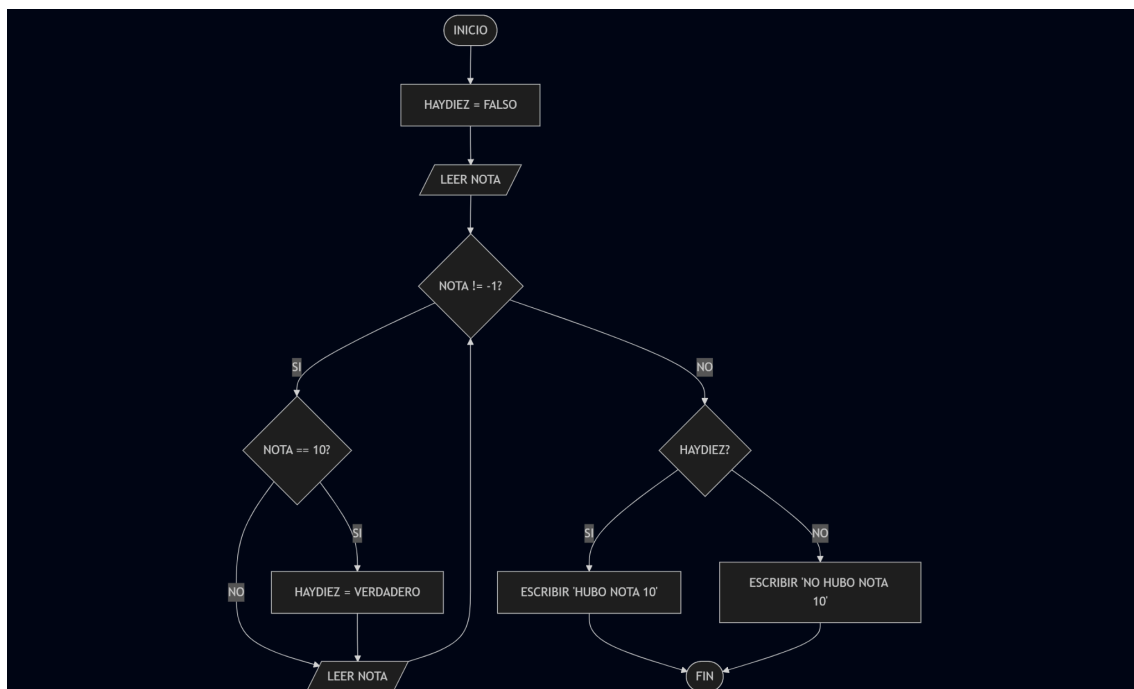 INICIO
HAYDIEZ = FALSO
LEER NOTA
NOTA != -1?
SI
NO
NOTA == 10?
HAYDIEZ?
SI
SI
NO
NO
HAYDIEZ = VERDADERO
ESCRIBIR 'HUBO NOTA 10'
ESCRIBIR 'NO HUBO NOTA
10'
LEER NOTA
FIN